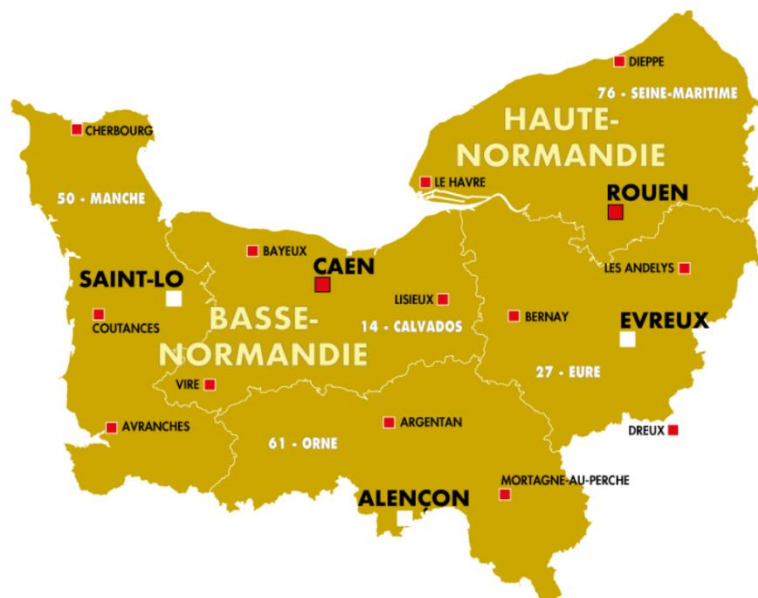 DIEPPE
76 - SEINE-MARITIME
HAUTE-
NORMANDIE
CHERBOURG
LE HAVRE
50 - MANCHE
ROUEN
BAYEUX
CAEN
LES ANDELYS
SAINT-LO
LISIEUX
COUTANCES
BASSE-
NORMANDIE
14 - CALVADOS
BERNAY
EVREUX
27 - EURE
VIRE
AVRANCHES
61 - ORNE
ARGENTAN
DREUX
MORTAGNE-AU-PERCHE
ALENÇON